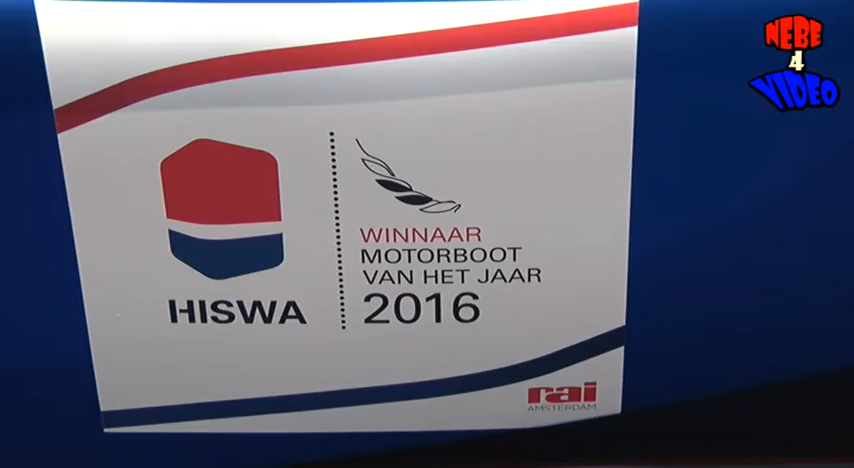 NEBE
4
VIDEO
WINNAAR
MOTORBOOT
VAN HET JAAR
2016
HISWA
rai
AMSTERDAM